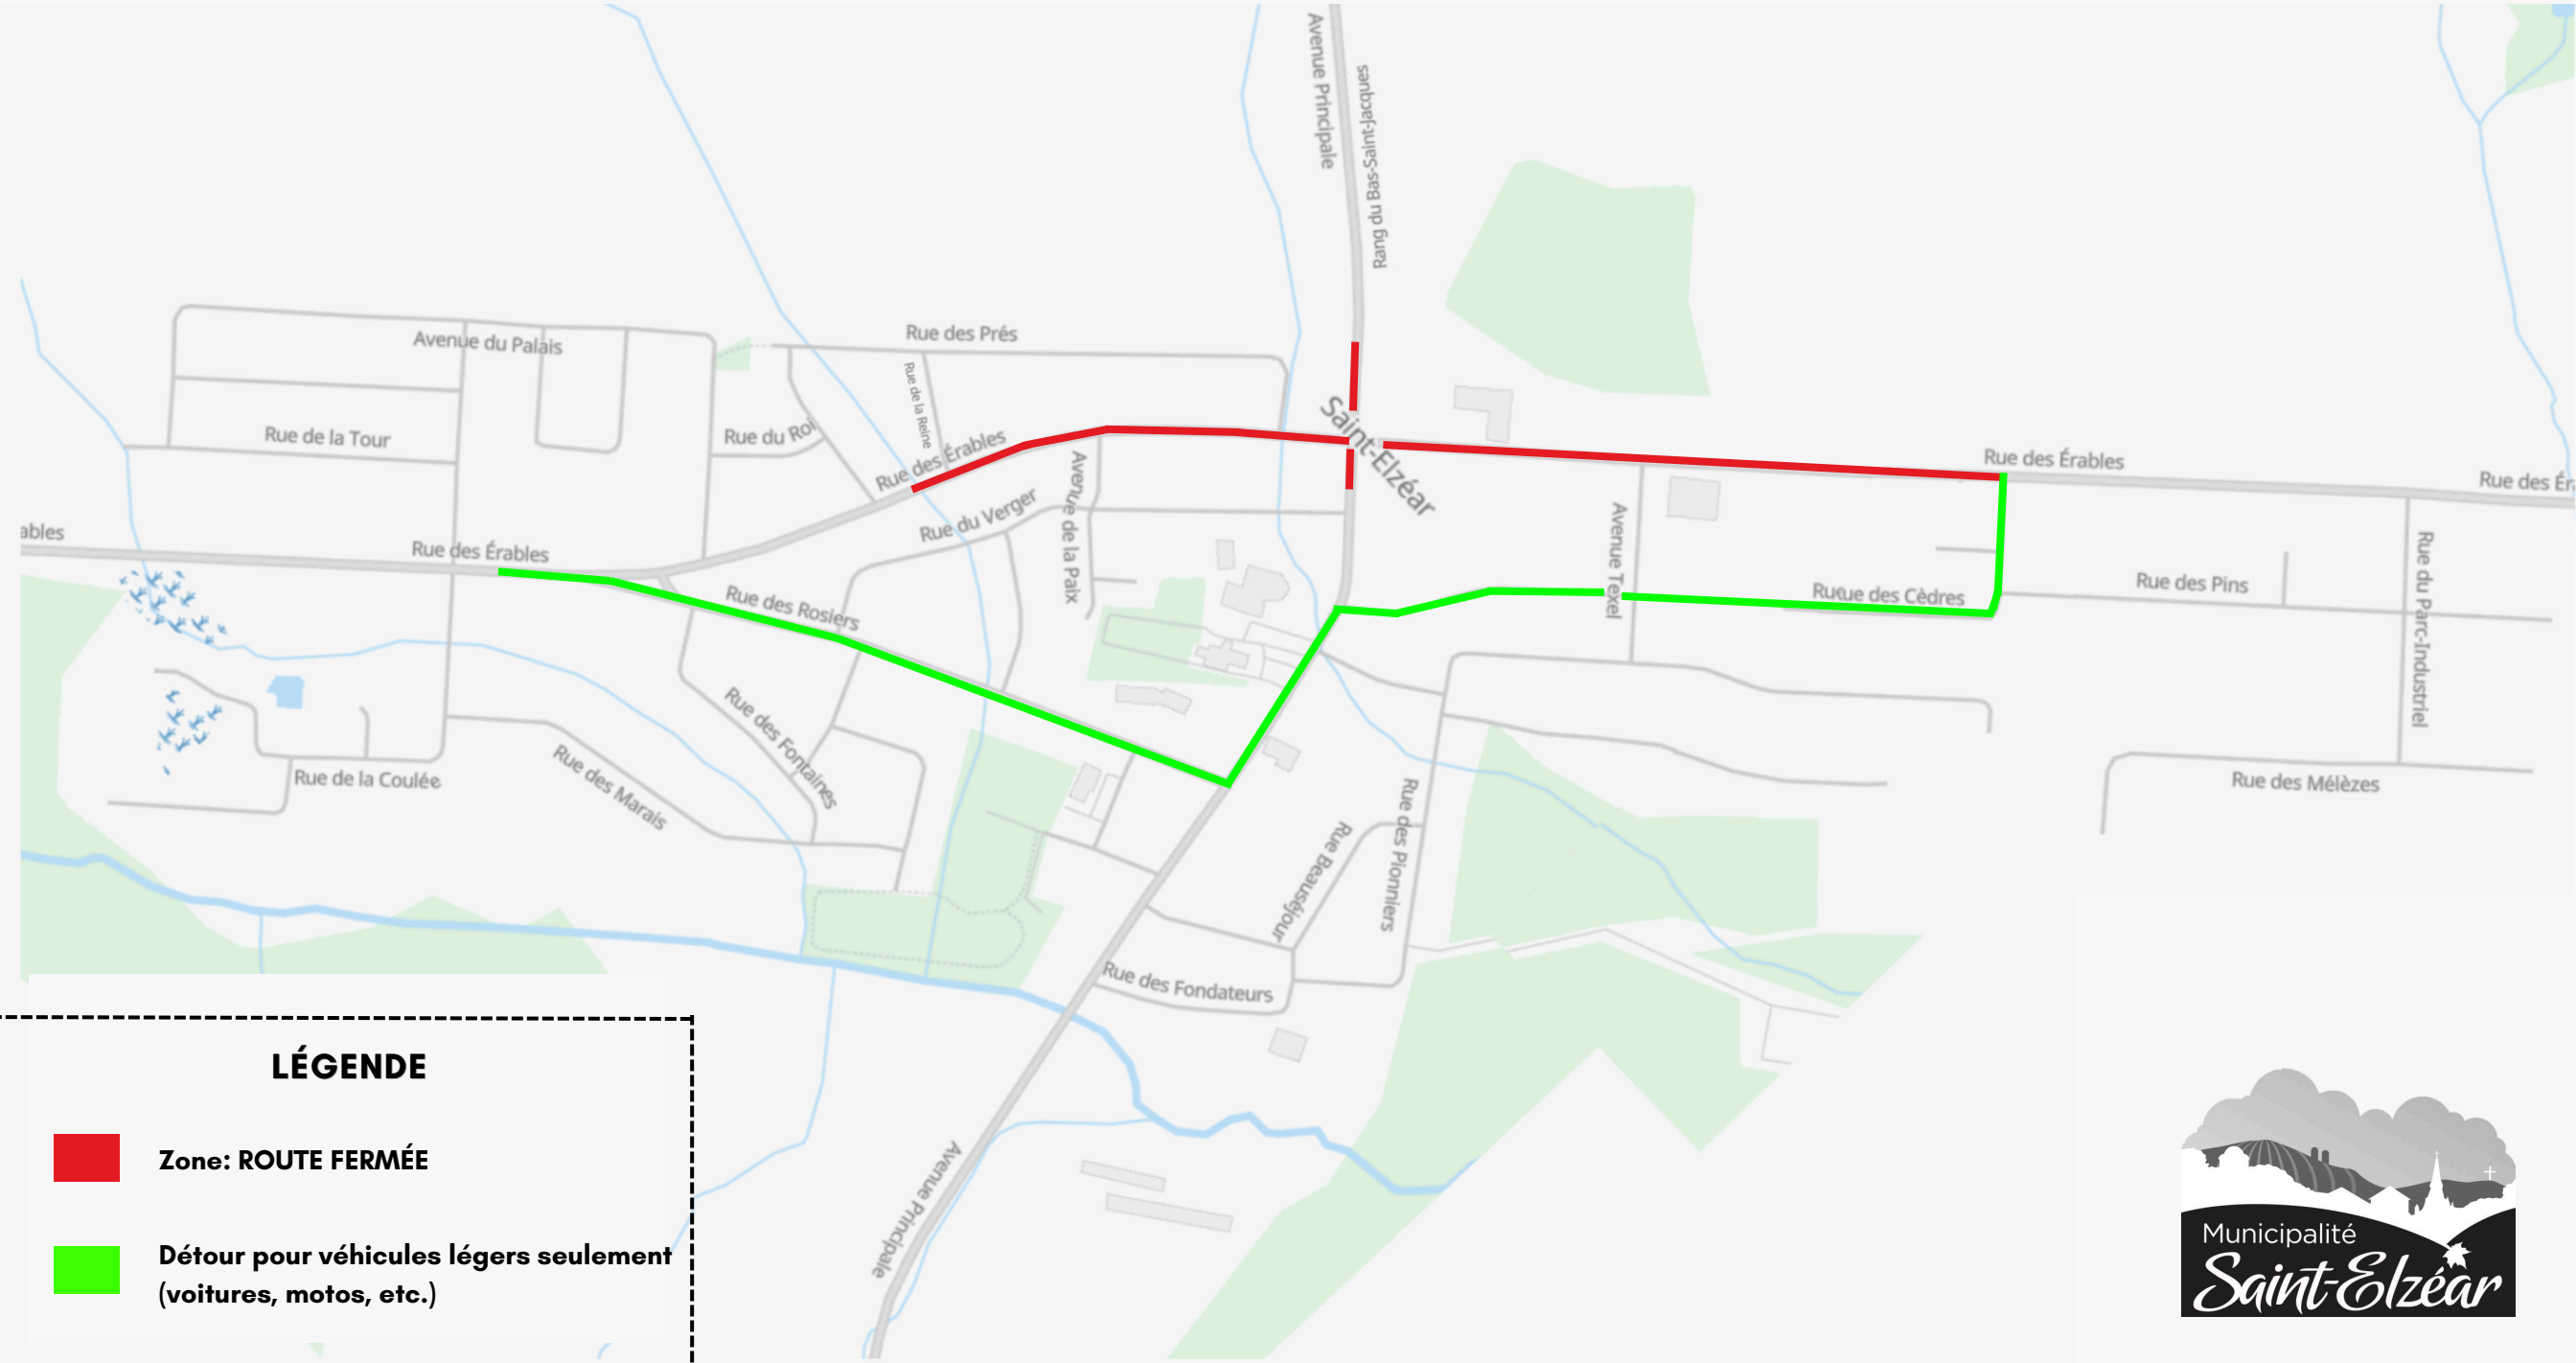 Avenue Principale
Rang du Bas-Saint-Jacques
Avenue du Palais
Rue des Prés
Rue de la Reine
Rue de la Tour
Rue du Roi
Rue des Érables
Saint-Elzéar
Rue des Érables
Rue des Ér
ables
Rue des Érables
Rue du Verger
Avenue de la Paix
Avenue Texel
Rue du Parc-Industriel
Rue des Rosiers
Ruque des Cèdres
Rue des Pins
Rue des Fontaines
Rue des Marais
Rue de la Coulée
Rue des Mélèzes
Rue des Pionniers
Rue Beauséjour
Rue des Fondateurs
Avenue Principale
LÉGENDE
Zone: ROUTE FERMÉE
Détour pour véhicules légers seulement
(voitures, motos, etc.)
Municipalité
Saint-Elzéar